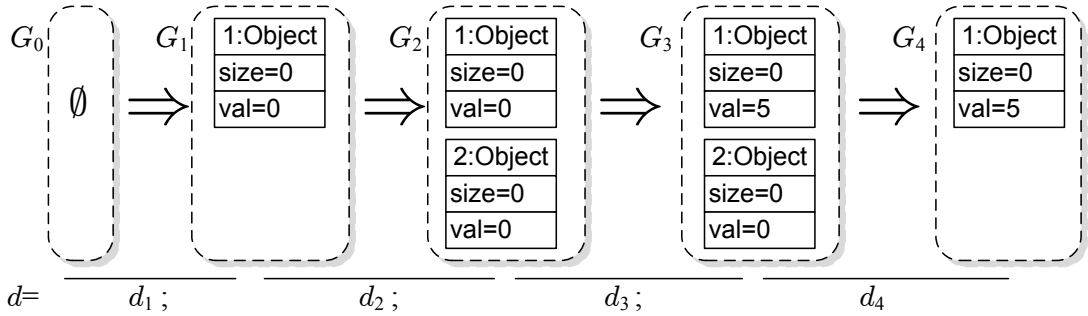 G0 G1 G2 G3 G4
∅ ⇒ 1:Object ⇒ 1:Object ⇒ 1:Object ⇒ 1:Object
size=0 size=0 size=0 size=0
val=0 val=0 val=5 val=5
2:Object 2:Object
size=0 size=0
val=0 val=0
d= d1 ; d2 ; d3 ; d4